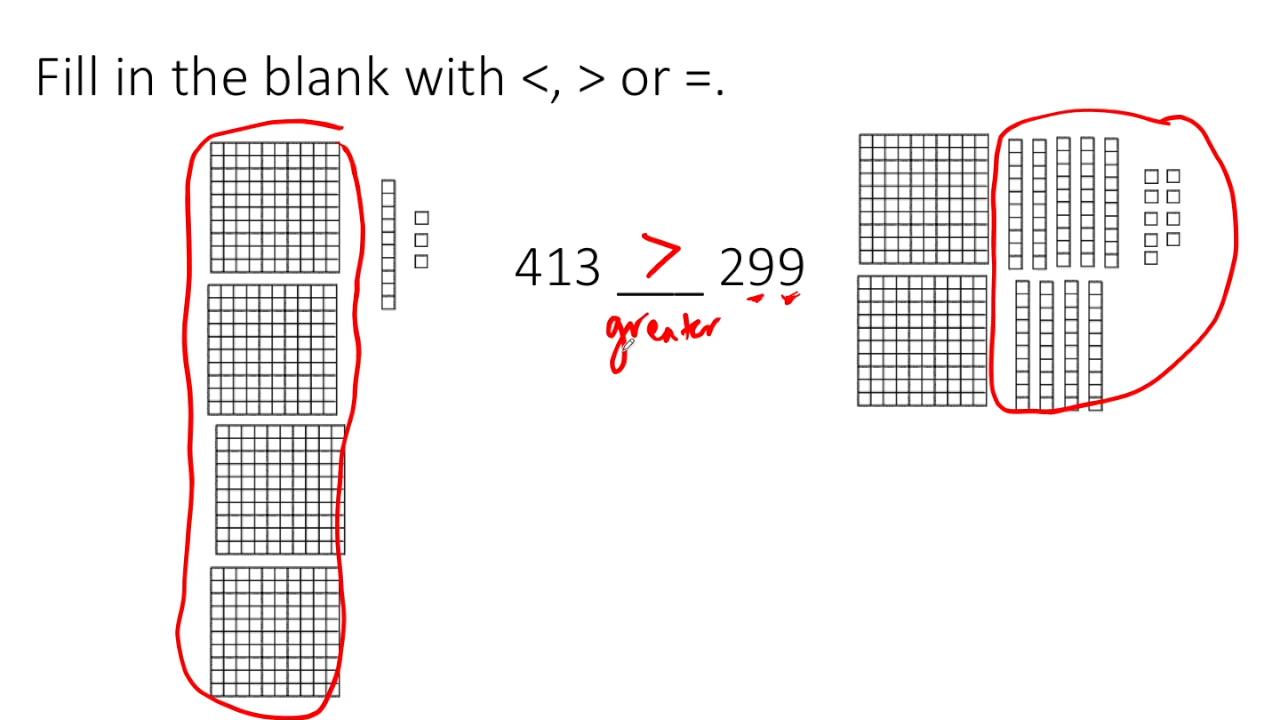 Fill in the blank with <, > or =.
413 > 299
greater